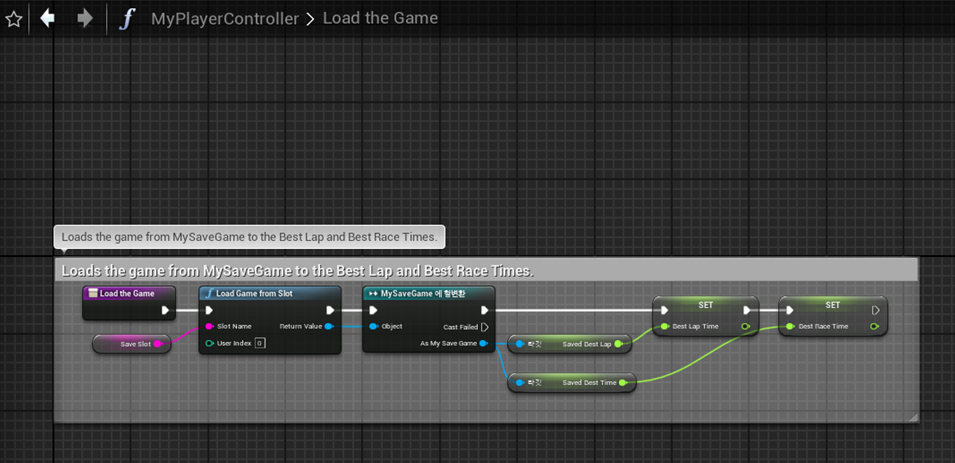 MyPlayerController > Load the Game
Loads the game from MySaveGame to the Best Lap and Best Race Times.
Loads the game from MySaveGame to the Best Lap and Best Race Times.
Load the Game
Save Slot
Load Game from Slot
Slot Name
Return Value
User Index 0
MySaveGame 에 형변환
Object
Cast Failed
As My Save Game
타깃 Saved Best Lap
타깃 Saved Best Time
SET
Best Lap Time
SET
Best Race Time